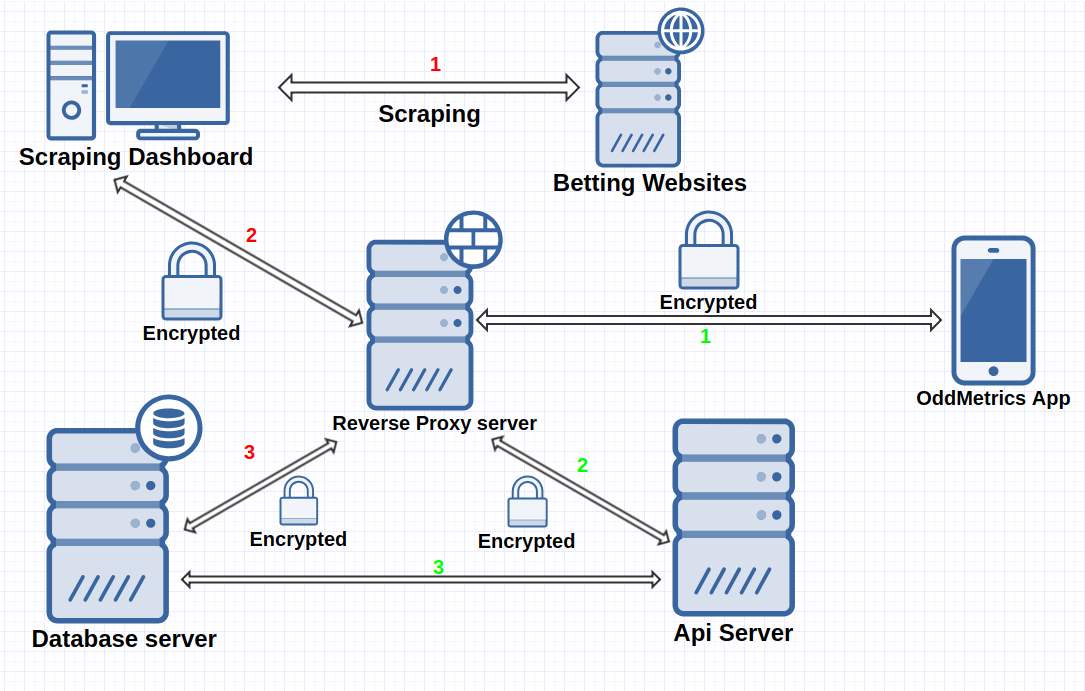 1
Scraping
Scraping Dashboard
Betting Websites
2
Encrypted
Encrypted
1
OddMetrics App
Reverse Proxy server
3
Encrypted
2
Encrypted
3
Database server
Api Server